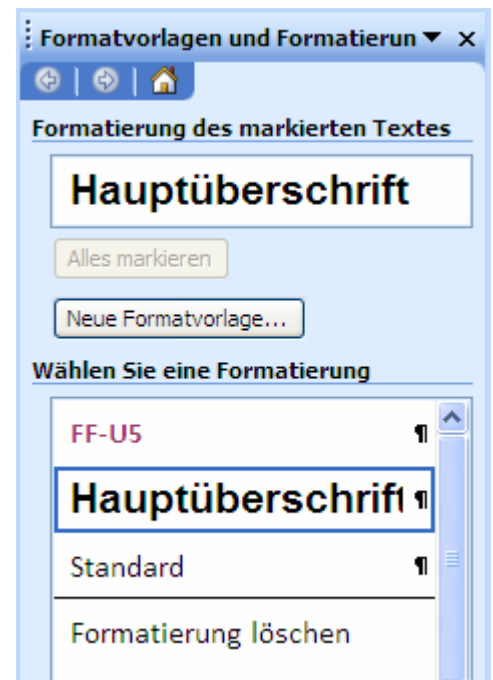 Formatvorlagen und Formatierun
Formatierung des markierten Textes
Hauptüberschrift
Alles markieren
Neue Formatvorlage...
Wählen Sie eine Formatierung
FF-U5 ¶
Hauptüberschrift ¶
Standard ¶
Formatierung löschen